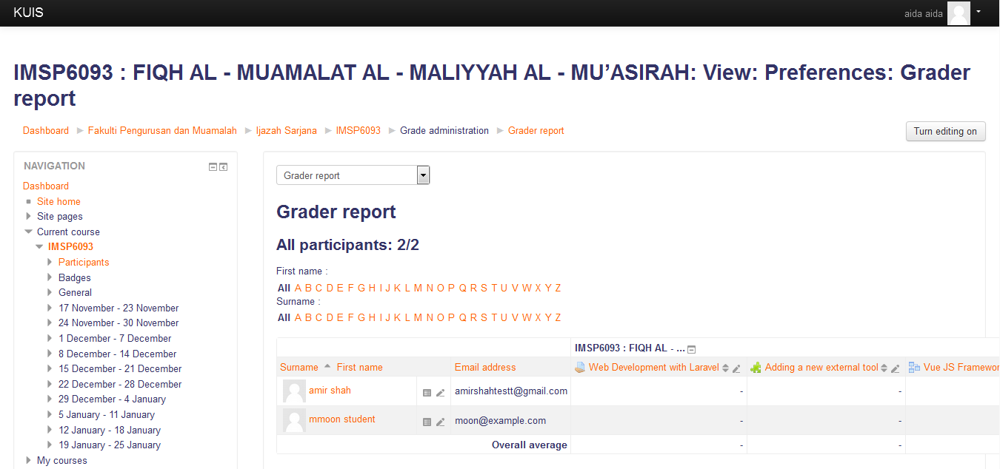 KUIS
aida aida
IMSP6093 : FIQH AL - MUAMALAT AL - MALIYYAH AL - MU’ASIRAH: View: Preferences: Grader
report
Dashboard Fakulti Pengurusan dan Muamalah Ijazah Sarjana IMSP6093 Grade administration Grader report
Turn editing on
NAVIGATION
Dashboard
Site home
Site pages
Current course
IMSP6093
Participants
Badges
General
17 November - 23 November
24 November - 30 November
1 December - 7 December
8 December - 14 December
15 December - 21 December
22 December - 28 December
29 December - 4 January
5 January - 11 January
12 January - 18 January
19 January - 25 January
My courses
Grader report
Grader report
All participants: 2/2
First name :
All A B C D E F G H I J K L M N O P Q R S T U V W X Y Z
Surname :
All A B C D E F G H I J K L M N O P Q R S T U V W X Y Z
IMSP6093 : FIQH AL - ...
Surname First name Email address Web Development with Laravel Adding a new external tool Vue JS Framewor
amir shah amirshahtestt@gmail.com - -
mmoon student moon@example.com - -
Overall average - -